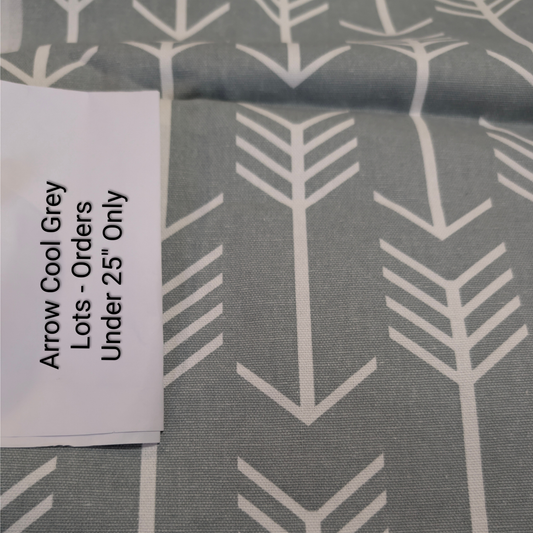 Arrow Cool Grey
Lots - Orders
Under 25" Only